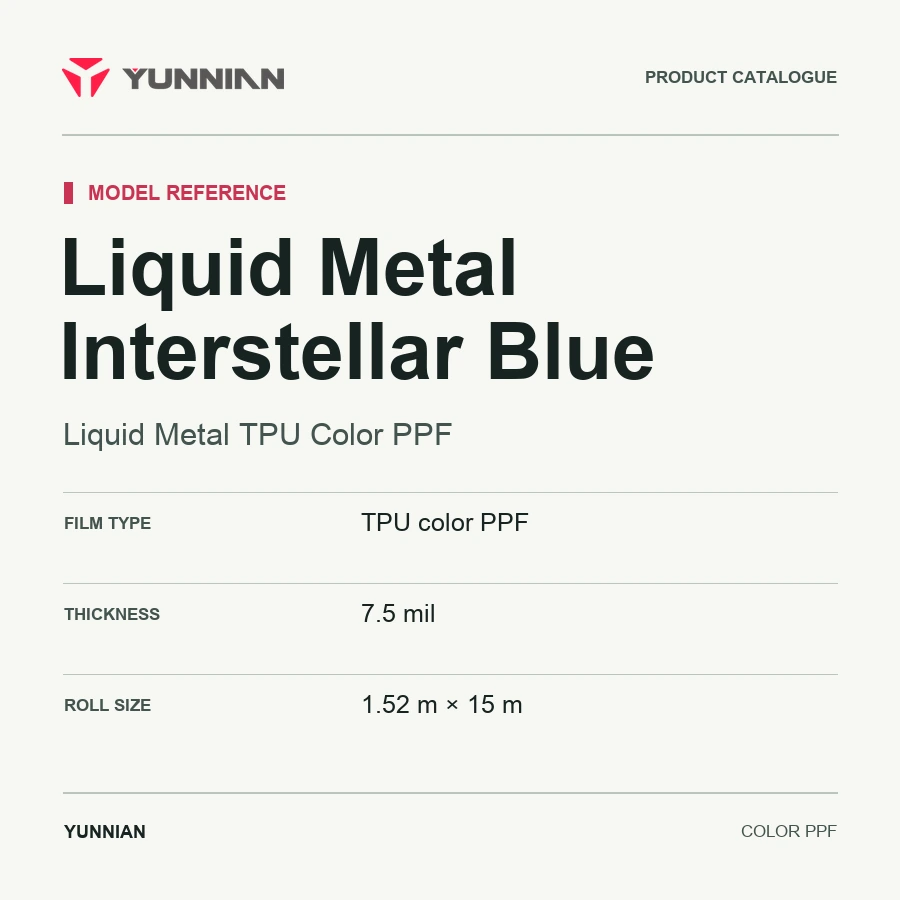 YUNNIAN
PRODUCT CATALOGUE
MODEL REFERENCE
Liquid Metal
Interstellar Blue
Liquid Metal TPU Color PPF
FILM TYPE
TPU color PPF
THICKNESS
7.5 mil
ROLL SIZE
1.52 m × 15 m
YUNNIAN
COLOR PPF